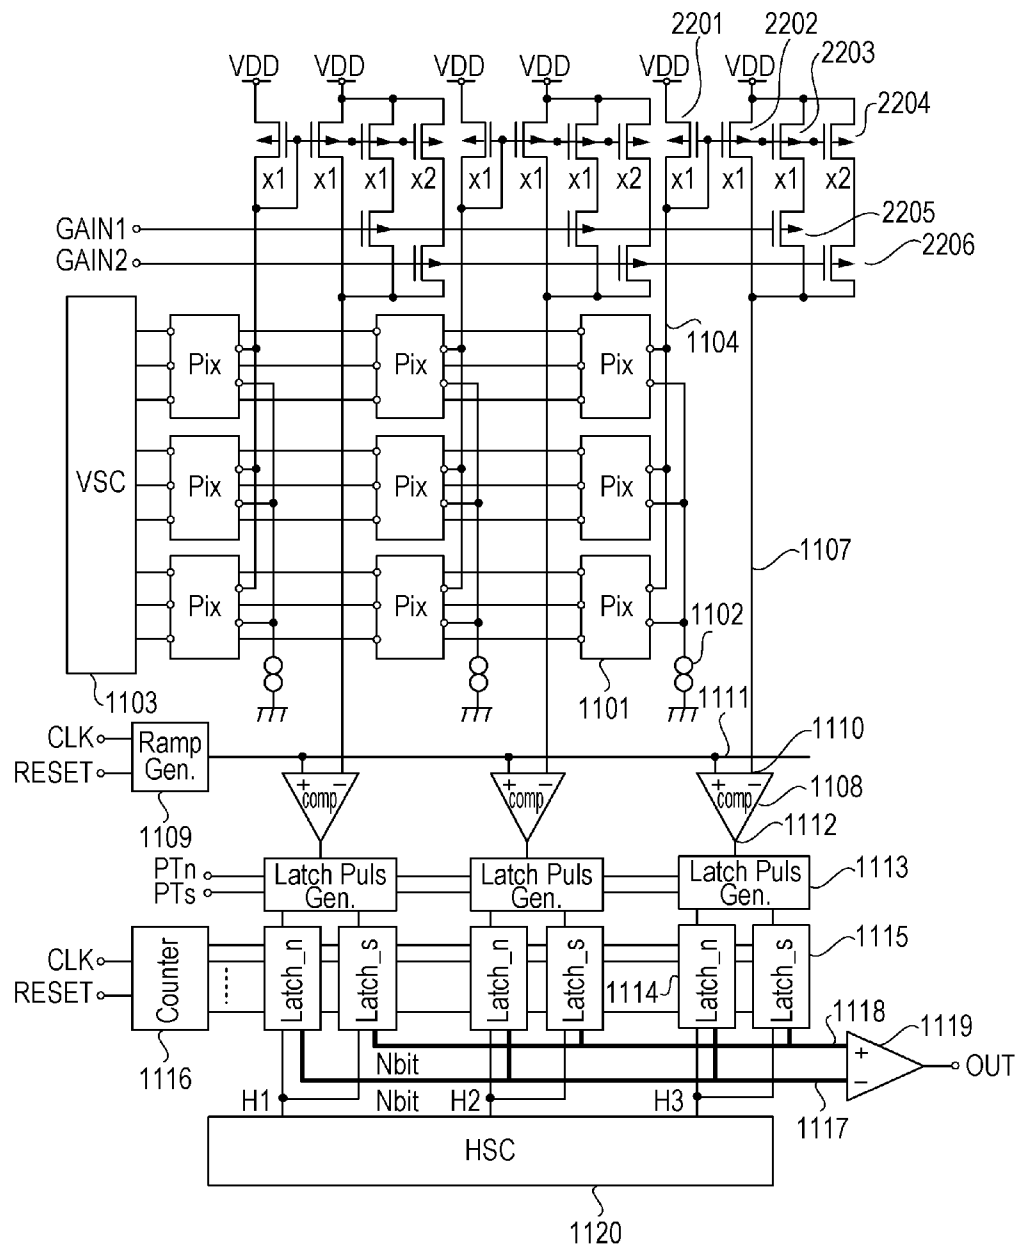 2201
2202
2203
2204
VDD VDD VDD VDD VDD VDD
x1 x1 x1 x2 x1 x1 x1 x2 x1 x1 x1 x2
GAIN1
2205
GAIN2
2206
1104
Pix Pix Pix
VSC
Pix Pix Pix
1107
Pix Pix Pix
1102
1103
1101
1111
CLK
RESET
Ramp
Gen.
1110
+ − + − + −
comp comp comp
1108
1109
1112
PTn
PTs
Latch Puls
Gen.
Latch Puls
Gen.
Latch Puls
Gen.
1113
CLK
RESET
Counter
Latch_n Latch_s Latch_n Latch_s 1114 Latch_n Latch_s
1115
1116
1118
1119
+
−
OUT
Nbit
Nbit
1117
H1 H2 H3
HSC
1120